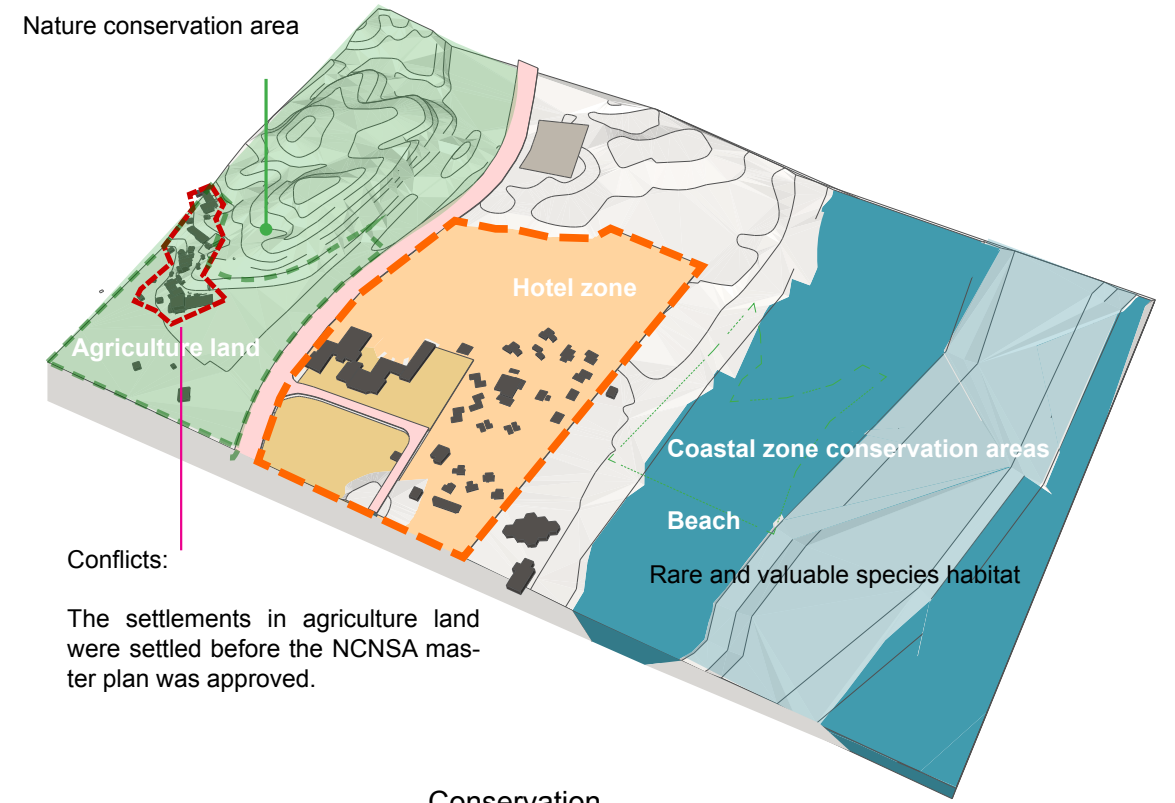 Nature conservation area
Hotel zone
Agriculture land
Coastal zone conservation areas
Beach
Rare and valuable species habitat
Conflicts:
The settlements in agriculture land
were settled before the NCNSA mas-
ter plan was approved.
Conservation